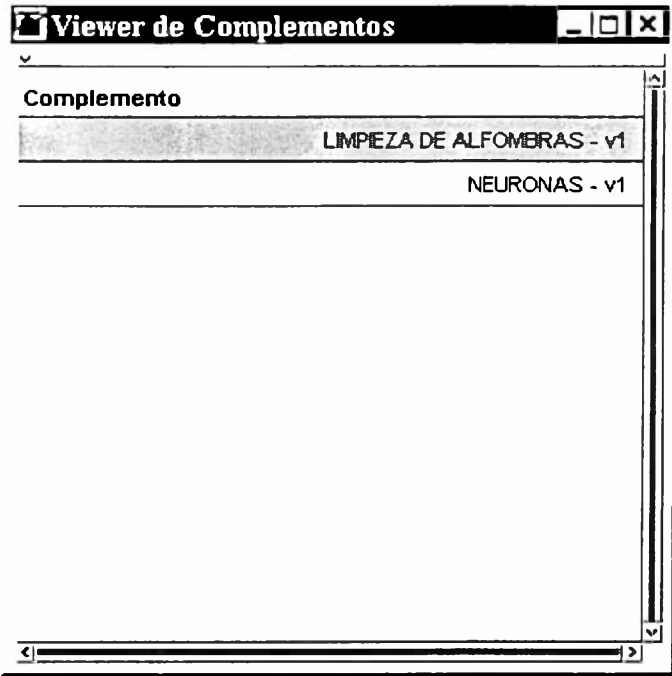 Viewer de Complementos
Complemento
LIMPIEZA DE ALFOMBRAS - v1
NEURONAS - v1